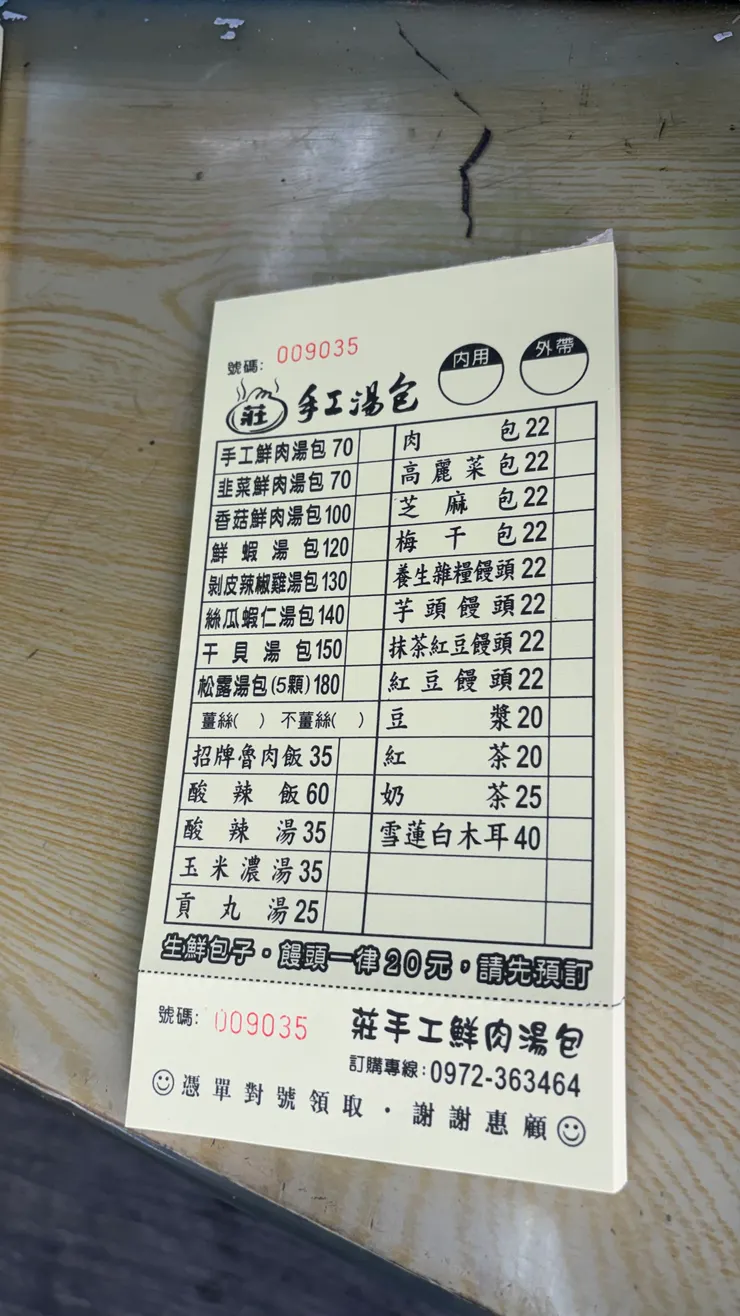 號碼: 009035
內用 外帶
莊 手工湯包
手工鮮肉湯包 70
韭菜鮮肉湯包 70
香菇鮮肉湯包 100
鮮蝦湯包 120
剝皮辣椒雞湯包 130
絲瓜蝦仁湯包 140
干貝湯包 150
松露湯包(5顆) 180
薑絲( ) 不薑絲( )
招牌魯肉飯 35
酸辣飯 60
酸辣湯 35
玉米濃湯 35
貢丸湯 25
肉包 22
高麗菜包 22
芝麻包 22
梅干包 22
養生雜糧饅頭 22
芋頭饅頭 22
抹茶紅豆饅頭 22
紅豆饅頭 22
豆漿 20
紅茶 20
奶茶 25
雪蓮白木耳 40
生鮮包子・饅頭一律20元，請先預訂
號碼: 009035
莊手工鮮肉湯包
訂購專線:0972-363464
憑單對號領取・謝謝惠顧